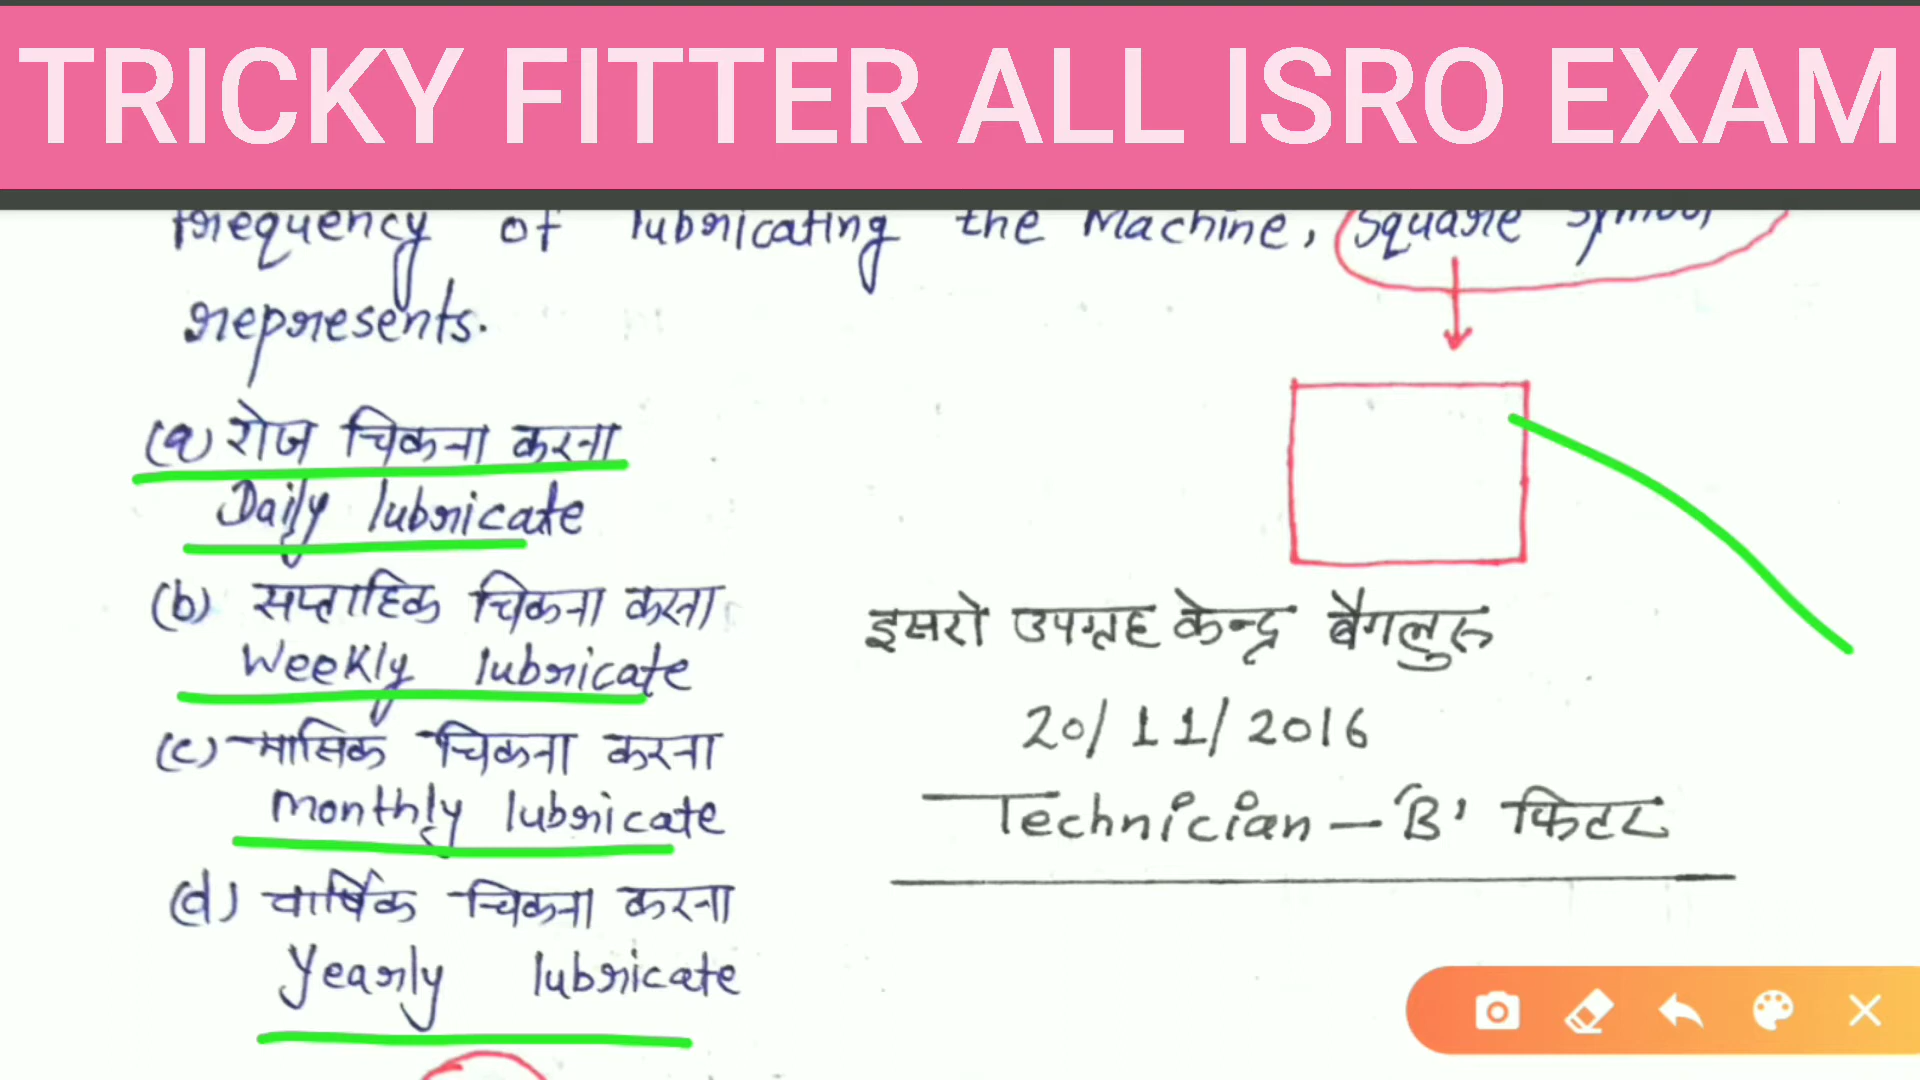 TRICKY FITTER ALL ISRO EXAM
frequency of lubricating the Machine, Square Symbol
represents.
(a) रोज चिकना करना
Daily lubricate
(b) सप्ताहिक चिकना करना
Weekly lubricate
(c) मासिक चिकना करना
monthly lubricate
(d) वार्षिक चिकना करना
Yearly lubricate
इसरो उपग्रह केन्द्र बैगलुरु
20/11/2016
Technician - 'B' फिटर